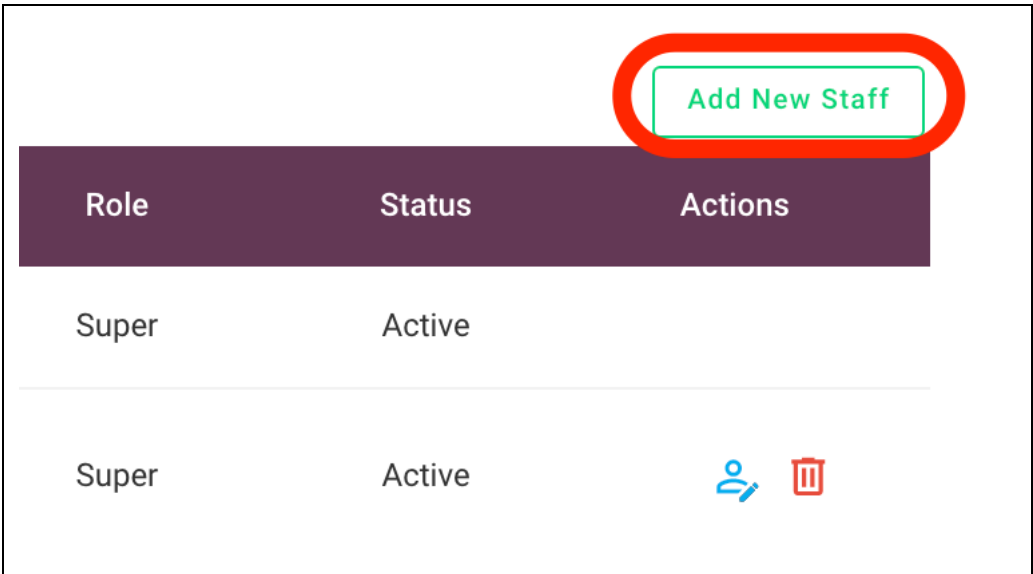 Add New Staff
Role Status Actions
Super Active
Super Active